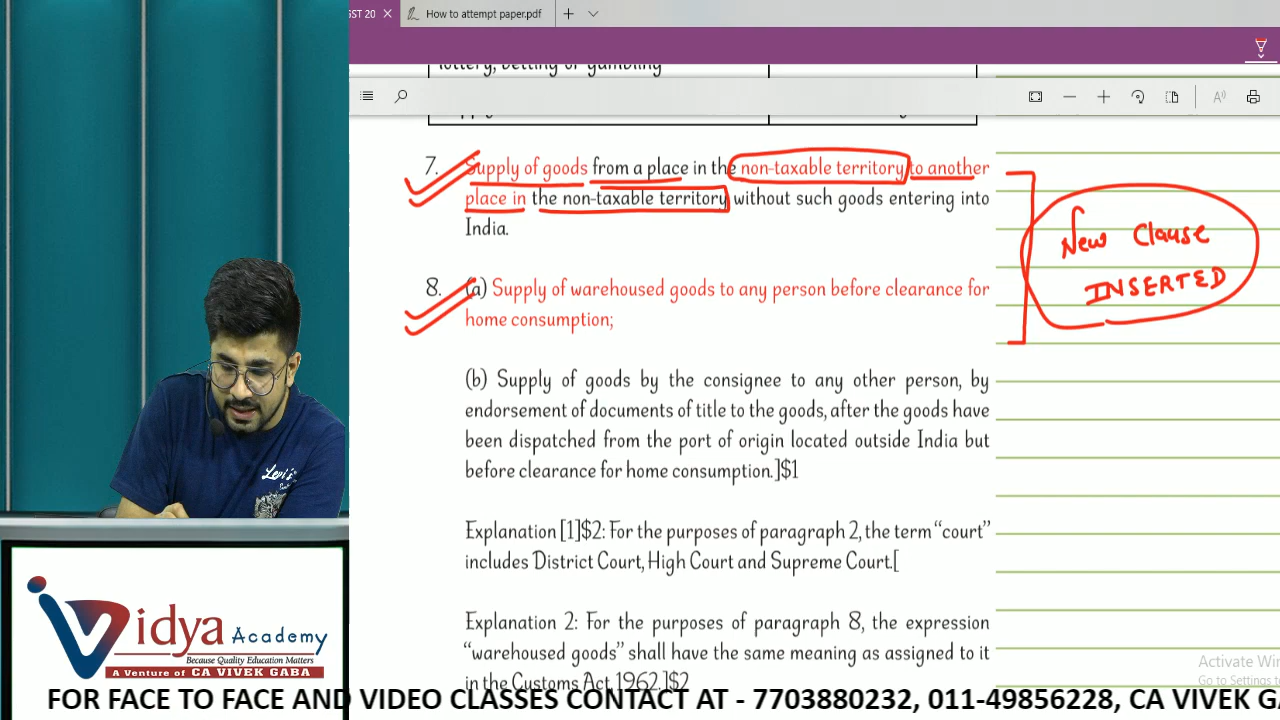 ST 20
How to attempt paper.pdf
lottery, betting or gambling
7. Supply of goods from a place in the non-taxable territory to another
place in the non-taxable territory without such goods entering into
India.
New Clause
INSERTED
8. (a) Supply of warehoused goods to any person before clearance for
home consumption;
(b) Supply of goods by the consignee to any other person, by
endorsement of documents of title to the goods, after the goods have
been dispatched from the port of origin located outside India but
before clearance for home consumption.]$1
Explanation [1]$2: For the purposes of paragraph 2, the term “court”
includes District Court, High Court and Supreme Court.[
Explanation 2: For the purposes of paragraph 8, the expression
“warehoused goods” shall have the same meaning as assigned to it
in the Customs Act, 1962.]$2
Levi's
Vidya Academy
Because Quality Education Matters
A Venture of CA VIVEK GABA
Activate Win
Go to Settings t
FOR FACE TO FACE AND VIDEO CLASSES CONTACT AT - 7703880232, 011-49856228, CA VIVEK GA